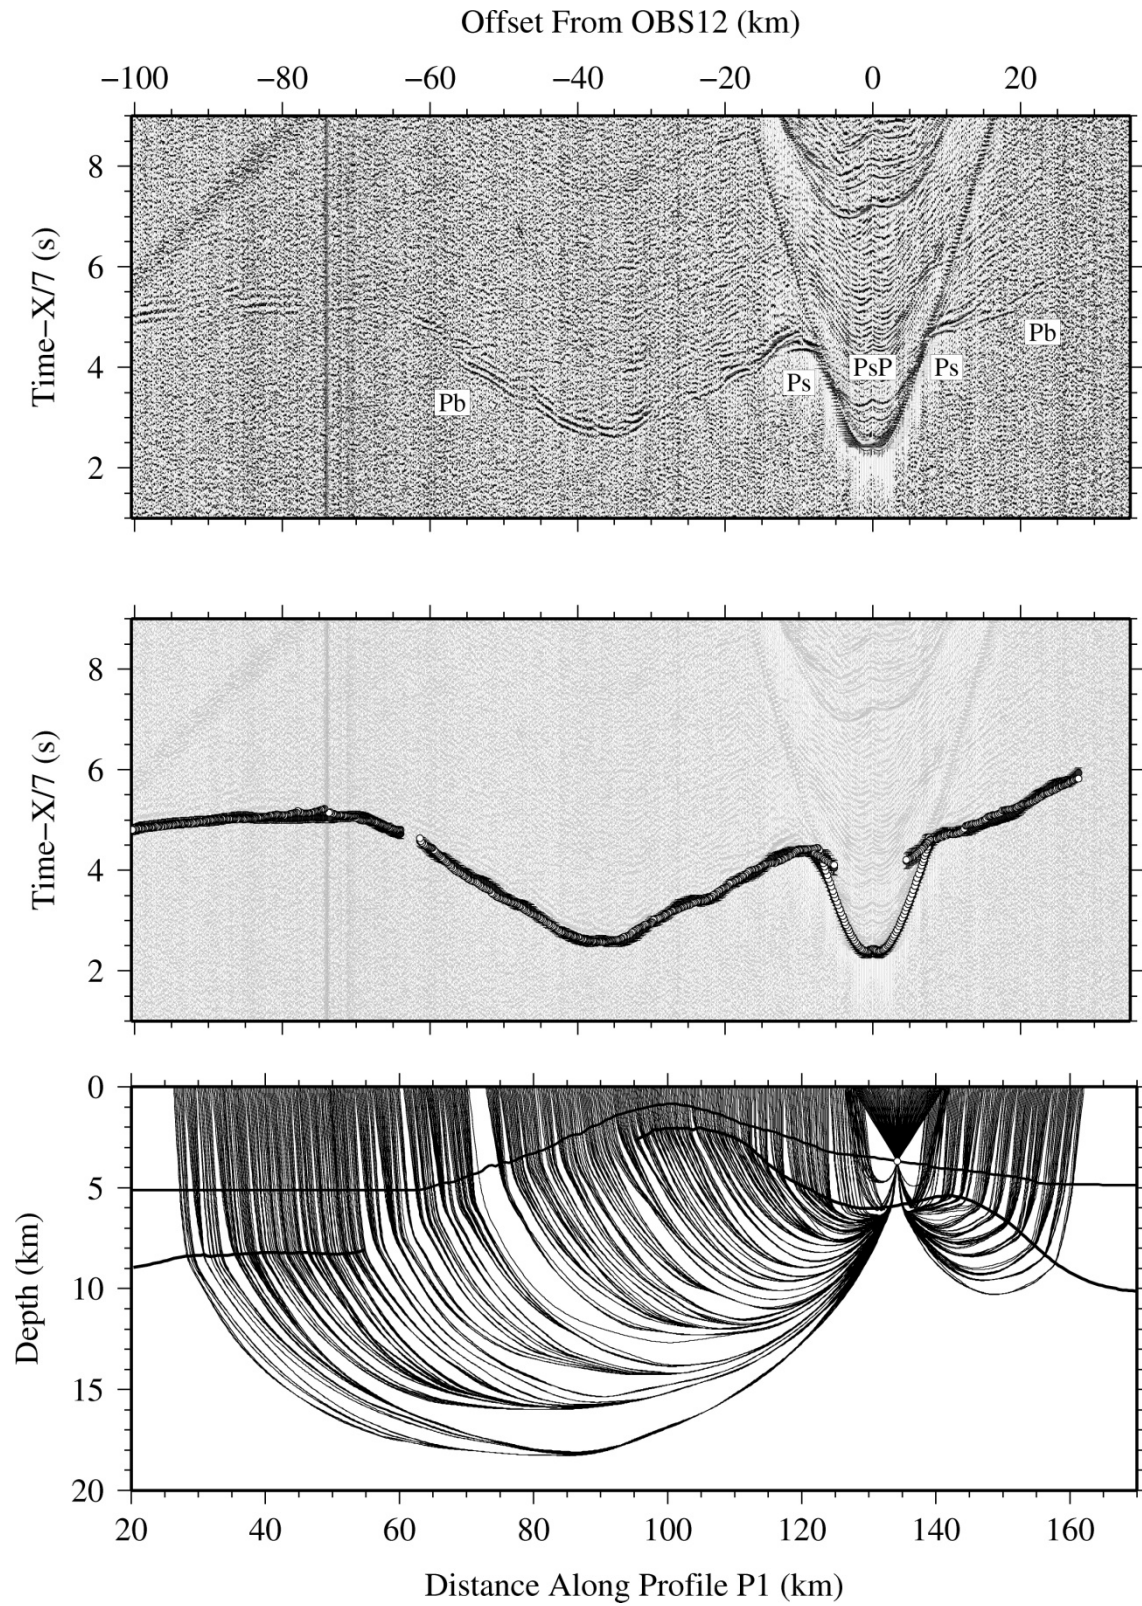 Offset From OBS12 (km)
−100 −80 −60 −40 −20 0 20
Time−X/7 (s)
8
6
4
2
Pb
Ps
PsP
Ps
Pb
Time−X/7 (s)
8
6
4
2
Depth (km)
0
5
10
15
20
20 40 60 80 100 120 140 160
Distance Along Profile P1 (km)